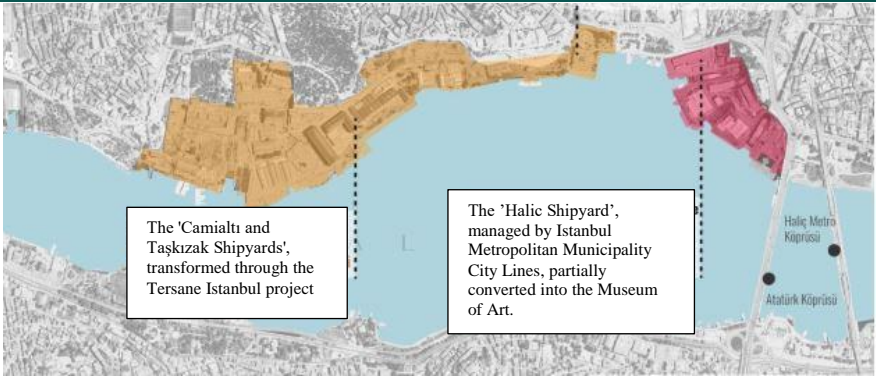 The 'Camialtı and
Taşkızak Shipyards',
transformed through the
Tersane Istanbul project
The ’Halic Shipyard’,
managed by Istanbul
Metropolitan Municipality
City Lines, partially
converted into the Museum
of Art.
Haliç Metro
Köprüsü
Atatürk Köprüsü
L